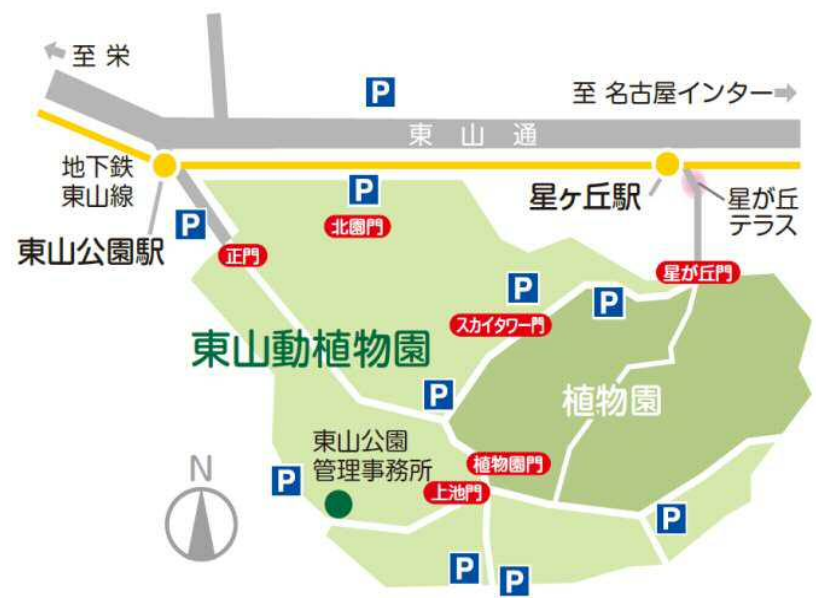 至 栄
P
至 名古屋インター
東山通
地下鉄
東山線
P
星ヶ丘駅
星が丘
テラス
P
北園門
東山公園駅
正門
星が丘門
P
P
スカイタワー門
東山動植物園
P
植物園
東山公園
管理事務所
植物園門
N
P
上池門
P
P
P